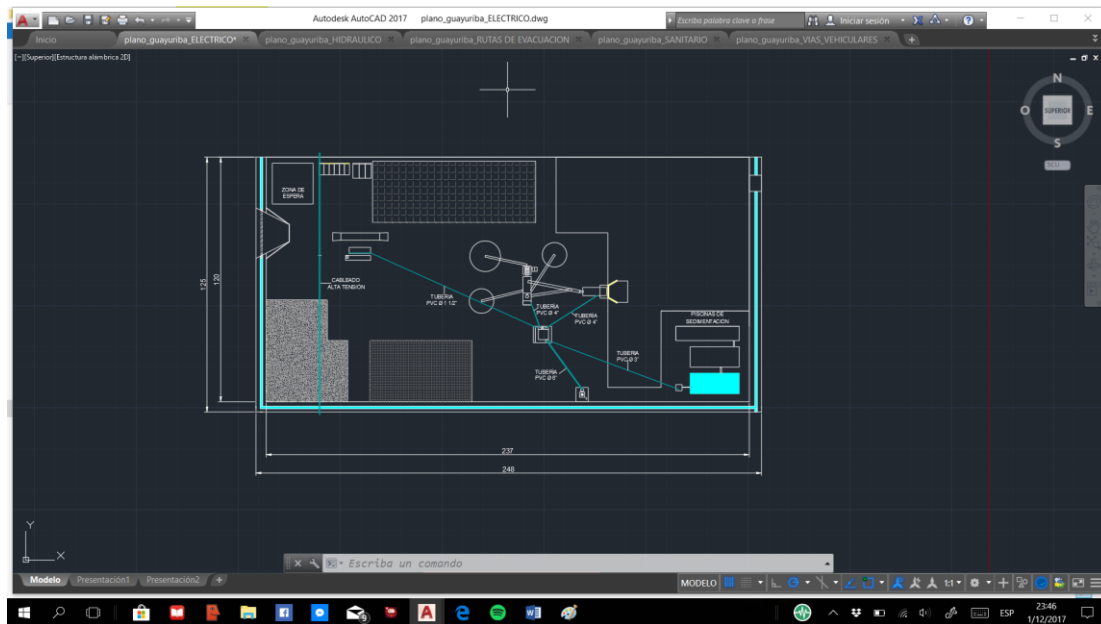 Autodesk AutoCAD 2017 plano_guayuriba_ELECTRICO.dwg
Escriba palabra clave o frase
Iniciar sesión
Inicio
plano_guayuriba_ELECTRICO*
plano_guayuriba_HIDRAULICO
plano_guayuriba_RUTAS DE EVACUACION
plano_guayuriba_SANITARIO
plano_guayuriba_VIAS_VEHICULARES
[−][Superior][Estructura alámbrica 2D]
N
O
SUPERIOR
E
S
SCU
ZONA DE
ESPERA
125
120
CABLEADO
ALTA TENSIÓN
TUBERIA
PVC Ø 1 1/2"
TUBERIA
PVC Ø 4"
TUBERIA
PVC Ø 4"
PISCINAS DE
SEDIMENTACION
TUBERIA
PVC Ø 3"
TUBERIA
237
248
Y
X
Escriba un comando
Modelo
Presentación1
Presentación2
+
MODELO
1:1
ESP
23:46
1/12/2017